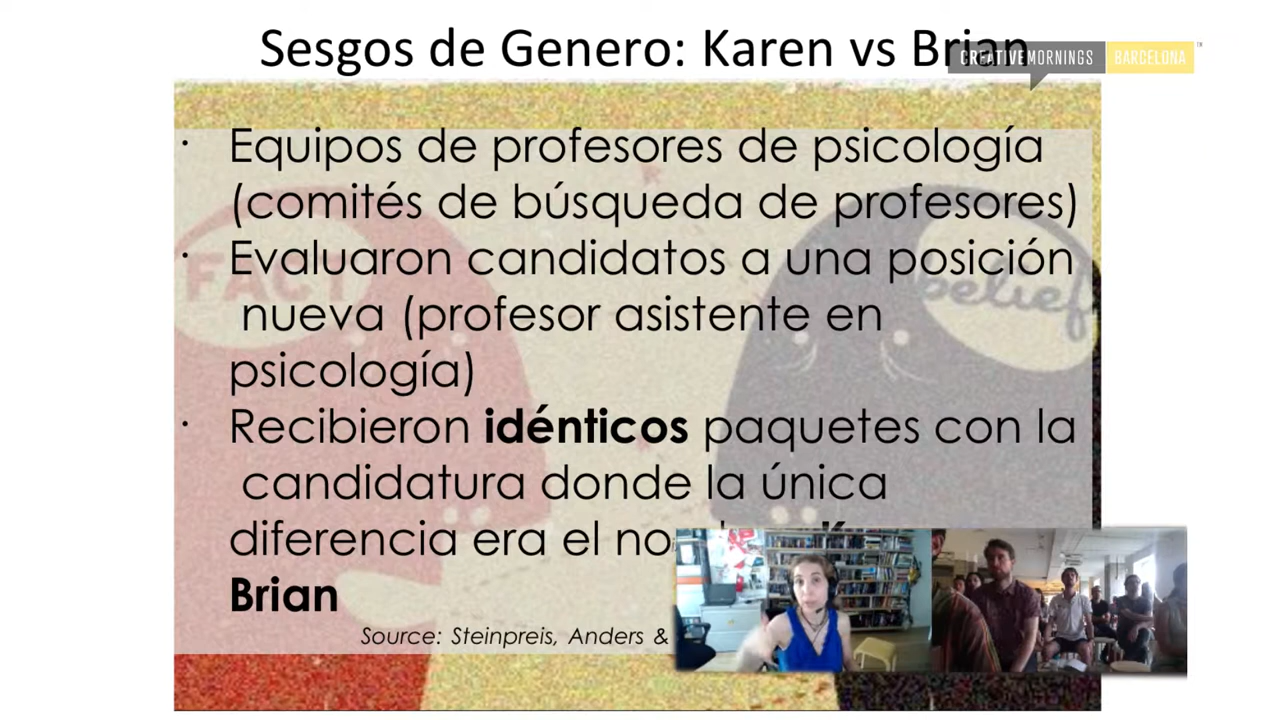 Sesgos de Genero: Karen vs Brian
CREATIVEMORNINGS BARCELONA
· Equipos de profesores de psicología
(comités de búsqueda de profesores)
· Evaluaron candidatos a una posición
nueva (profesor asistente en
psicología)
FACT
belief
· Recibieron idénticos paquetes con la
candidatura donde la única
diferencia era el
Brian
Source: Steinpreis, Anders &